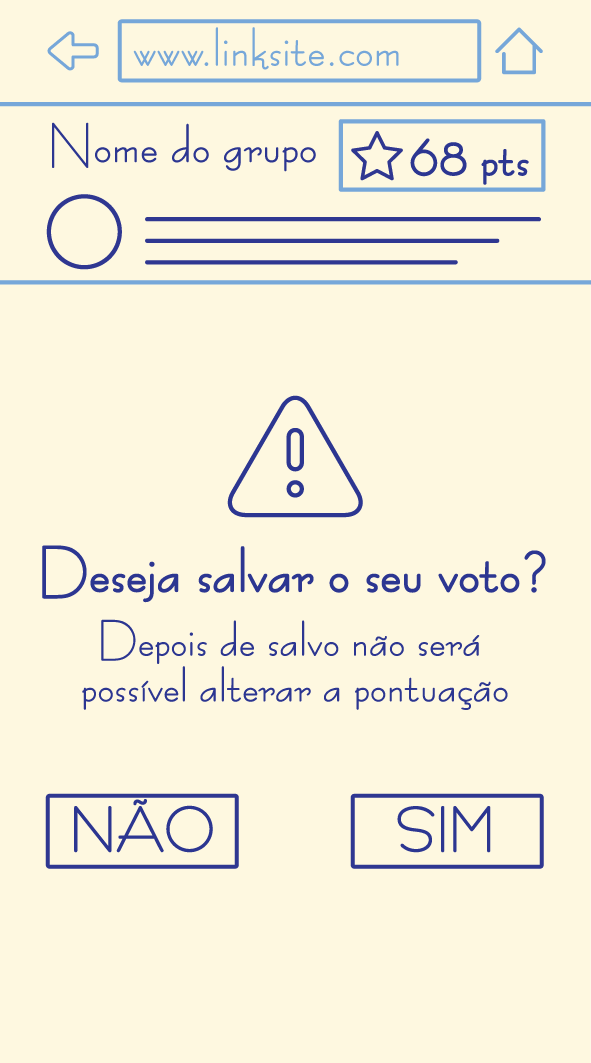 www.linksite.com
Nome do grupo
68 pts
Deseja salvar o seu voto?
Depois de salvo não será
possível alterar a pontuação
NÃO
SIM